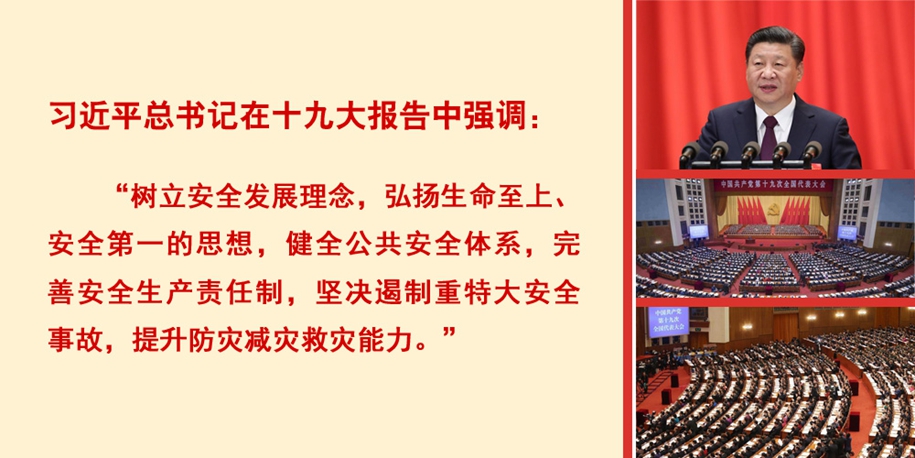 习近平总书记在十九大报告中强调：
“树立安全发展理念，弘扬生命至上、
安全第一的思想，健全公共安全体系，完
善安全生产责任制，坚决遏制重特大安全
事故，提升防灾减灾救灾能力。”
中国共产党第十九次全国代表大会
中国共产党
第十九次
全国代表大会